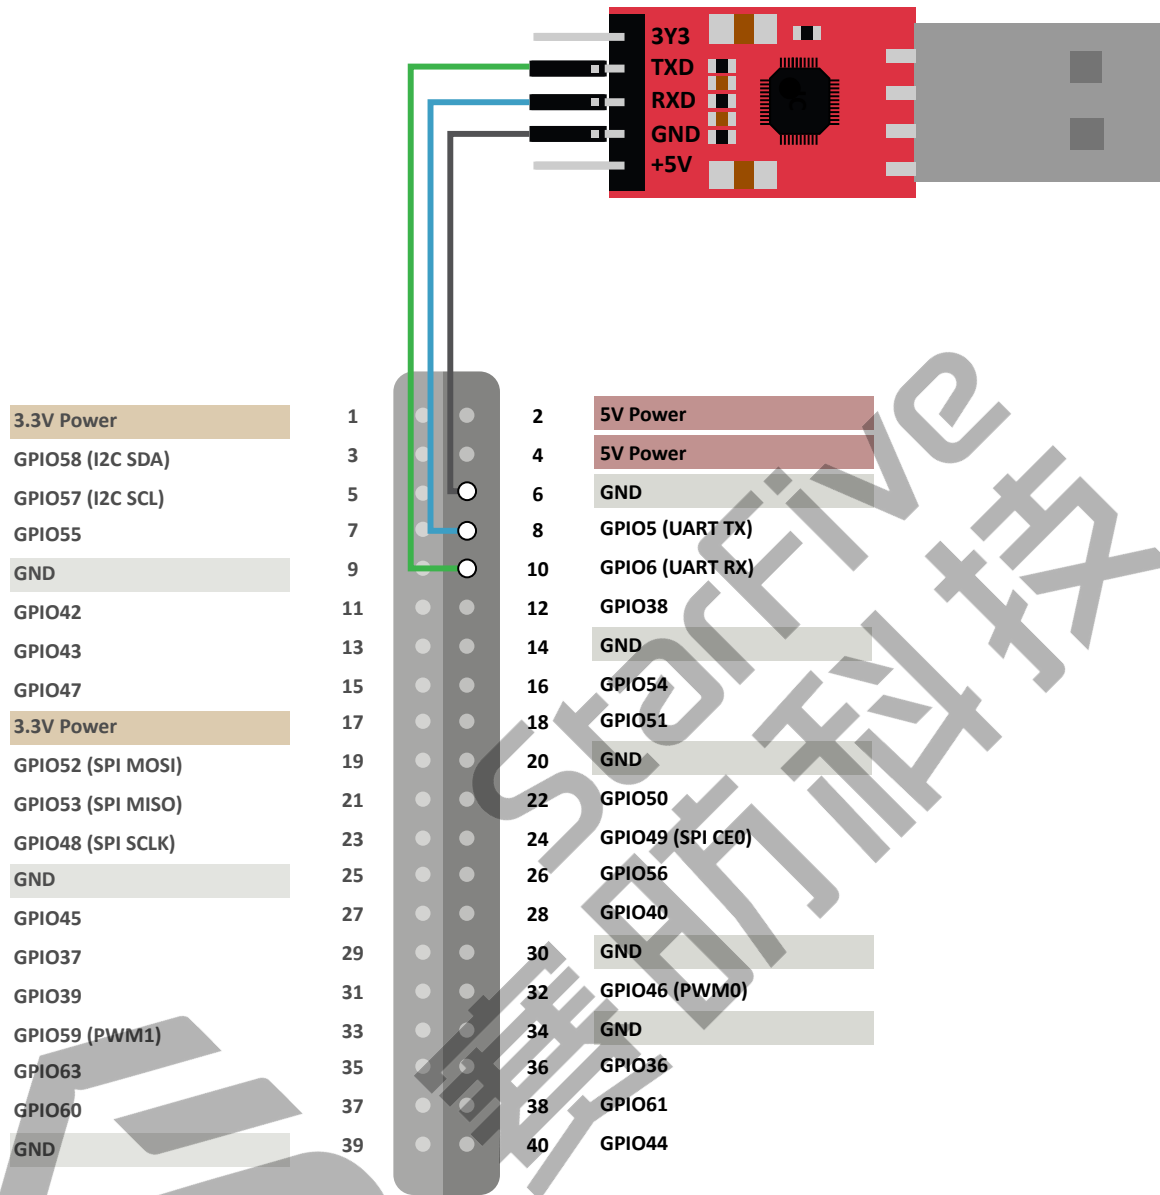 3Y3
TXD
RXD
GND
+5V
3.3V Power 1 2 5V Power
GPIO58 (I2C SDA) 3 4 5V Power
GPIO57 (I2C SCL) 5 6 GND
GPIO55 7 8 GPIO5 (UART TX)
GND 9 10 GPIO6 (UART RX)
GPIO42 11 12 GPIO38
GPIO43 13 14 GND
GPIO47 15 16 GPIO54
3.3V Power 17 18 GPIO51
GPIO52 (SPI MOSI) 19 20 GND
GPIO53 (SPI MISO) 21 22 GPIO50
GPIO48 (SPI SCLK) 23 24 GPIO49 (SPI CE0)
GND 25 26 GPIO56
GPIO45 27 28 GPIO40
GPIO37 29 30 GND
GPIO39 31 32 GPIO46 (PWM0)
GPIO59 (PWM1) 33 34 GND
GPIO63 35 36 GPIO36
GPIO60 37 38 GPIO61
GND 39 40 GPIO44
StarFive
赛昉科技